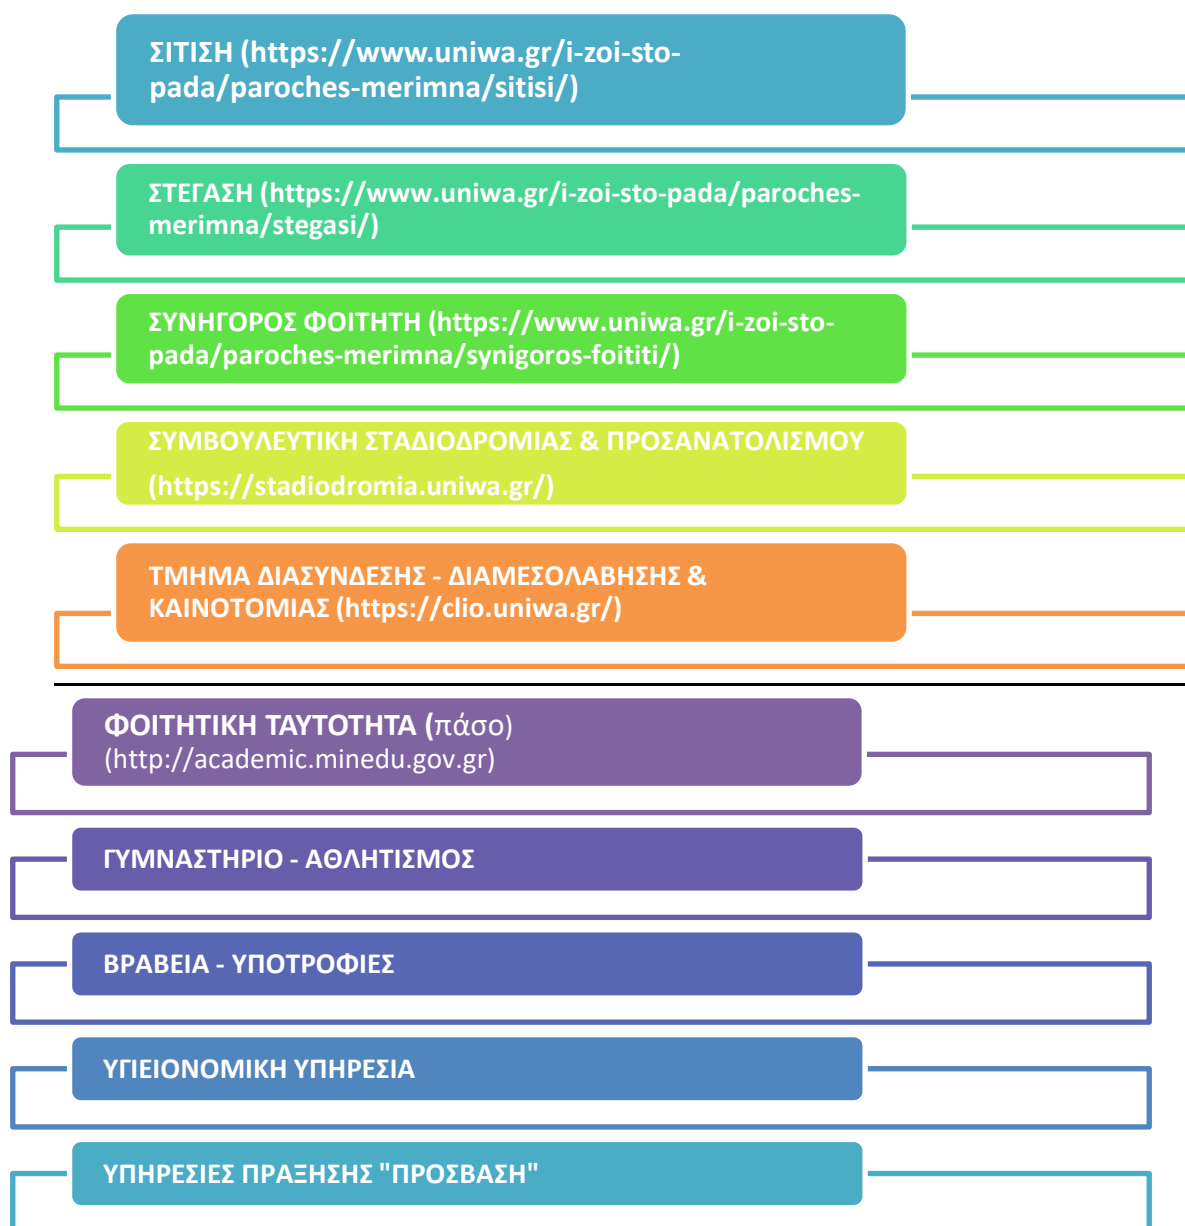 ΣΙΤΙΣΗ (https://www.uniwa.gr/i-zoi-sto-
pada/paroches-merimna/sitisi/)
ΣΤΕΓΑΣΗ (https://www.uniwa.gr/i-zoi-sto-pada/paroches-
merimna/stegasi/)
ΣΥΝΗΓΟΡΟΣ ΦΟΙΤΗΤΗ (https://www.uniwa.gr/i-zoi-sto-
pada/paroches-merimna/synigoros-foititi/)
ΣΥΜΒΟΥΛΕΥΤΙΚΗ ΣΤΑΔΙΟΔΡΟΜΙΑΣ & ΠΡΟΣΑΝΑΤΟΛΙΣΜΟΥ
(https://stadiodromia.uniwa.gr/)
ΤΜΗΜΑ ΔΙΑΣΥΝΔΕΣΗΣ - ΔΙΑΜΕΣΟΛΑΒΗΣΗΣ &
ΚΑΙΝΟΤΟΜΙΑΣ (https://clio.uniwa.gr/)
ΦΟΙΤΗΤΙΚΗ ΤΑΥΤΟΤΗΤΑ (πάσο)
(http://academic.minedu.gov.gr)
ΓΥΜΝΑΣΤΗΡΙΟ - ΑΘΛΗΤΙΣΜΟΣ
ΒΡΑΒΕΙΑ - ΥΠΟΤΡΟΦΙΕΣ
ΥΓΙΕΙΟΝΟΜΙΚΗ ΥΠΗΡΕΣΙΑ
ΥΠΗΡΕΣΙΕΣ ΠΡΑΞΗΣΗΣ "ΠΡΟΣΒΑΣΗ"